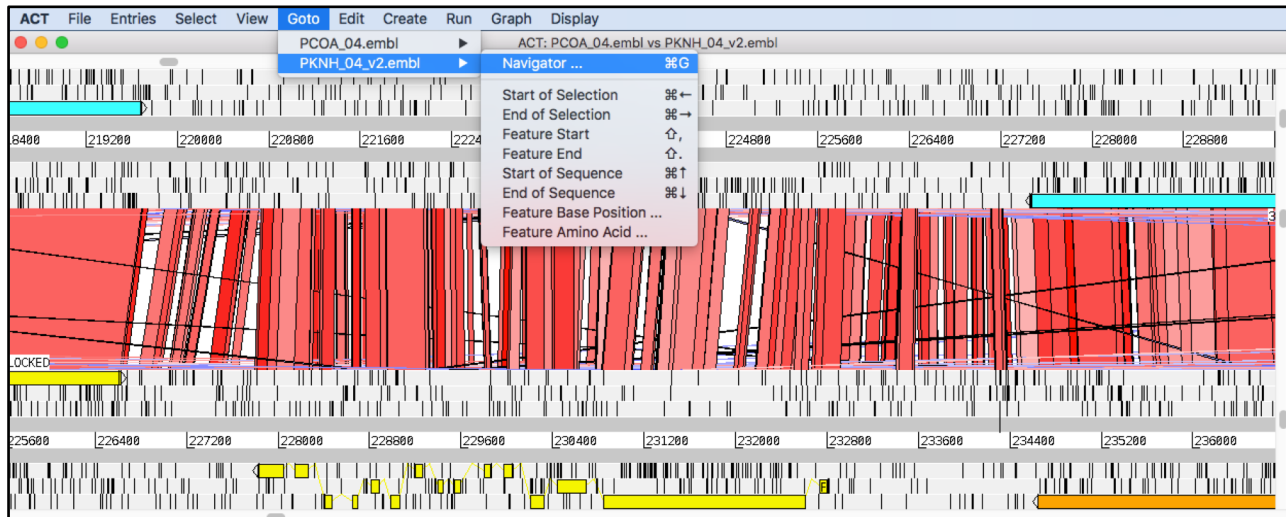 ACT File Entries Select View Goto Edit Create Run Graph Display
ACT: PCOA_04.embl vs PKNH_04_v2.embl
PCOA_04.embl ▶
PKNH_04_v2.embl ▶
Navigator ... ⌘G
Start of Selection ⌘←
End of Selection ⌘→
Feature Start ⇧,
Feature End ⇧.
Start of Sequence ⌘↑
End of Sequence ⌘↓
Feature Base Position ...
Feature Amino Acid ...
18400 219200 220000 220800 221600 2224 224800 225600 226400 227200 228000 228800
3
LOCKED
225600 226400 227200 228000 228800 229600 230400 231200 232000 232800 233600 234400 235200 236000
F